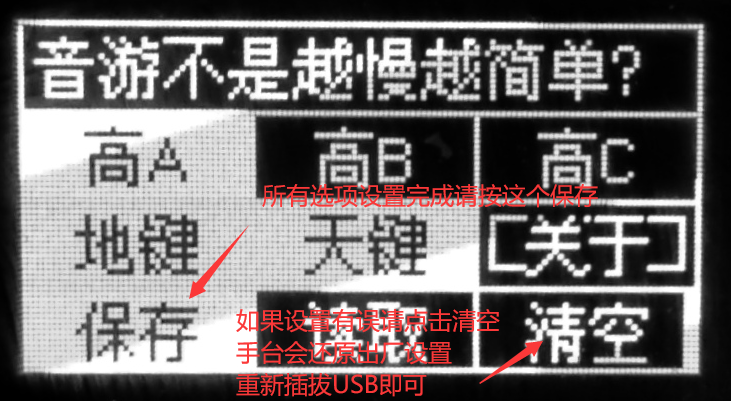 音游不是越慢越简单?
高A 高B 高C
所有选项设置完成请按这个保存
地键 天键 [关于]
保存 清空
如果设置有误请点击清空
手台会还原出厂设置
重新插拔USB即可